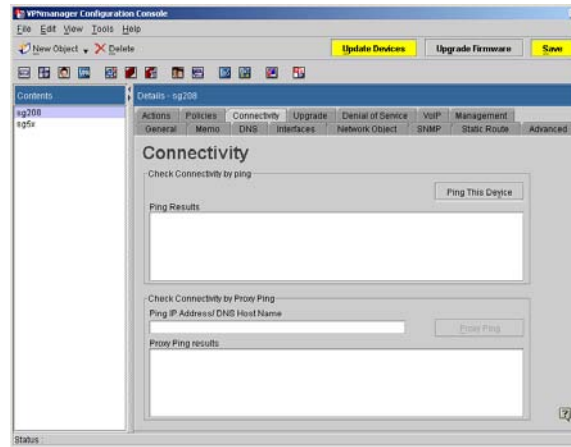 VPNmanager Configuration Console
File Edit View Tools Help
New Object Delete Update Devices Upgrade Firmware Save
Contents Details - sg208
sg208
sg5x
Actions Policies Connectivity Upgrade Denial of Service VoIP Management
General Memo DNS Interfaces Network Object SNMP Static Route Advanced
Connectivity
Check Connectivity by ping
Ping This Device
Ping Results
Check Connectivity by Proxy Ping
Ping IP Address/ DNS Host Name
Proxy Ping
Proxy Ping results
Status :